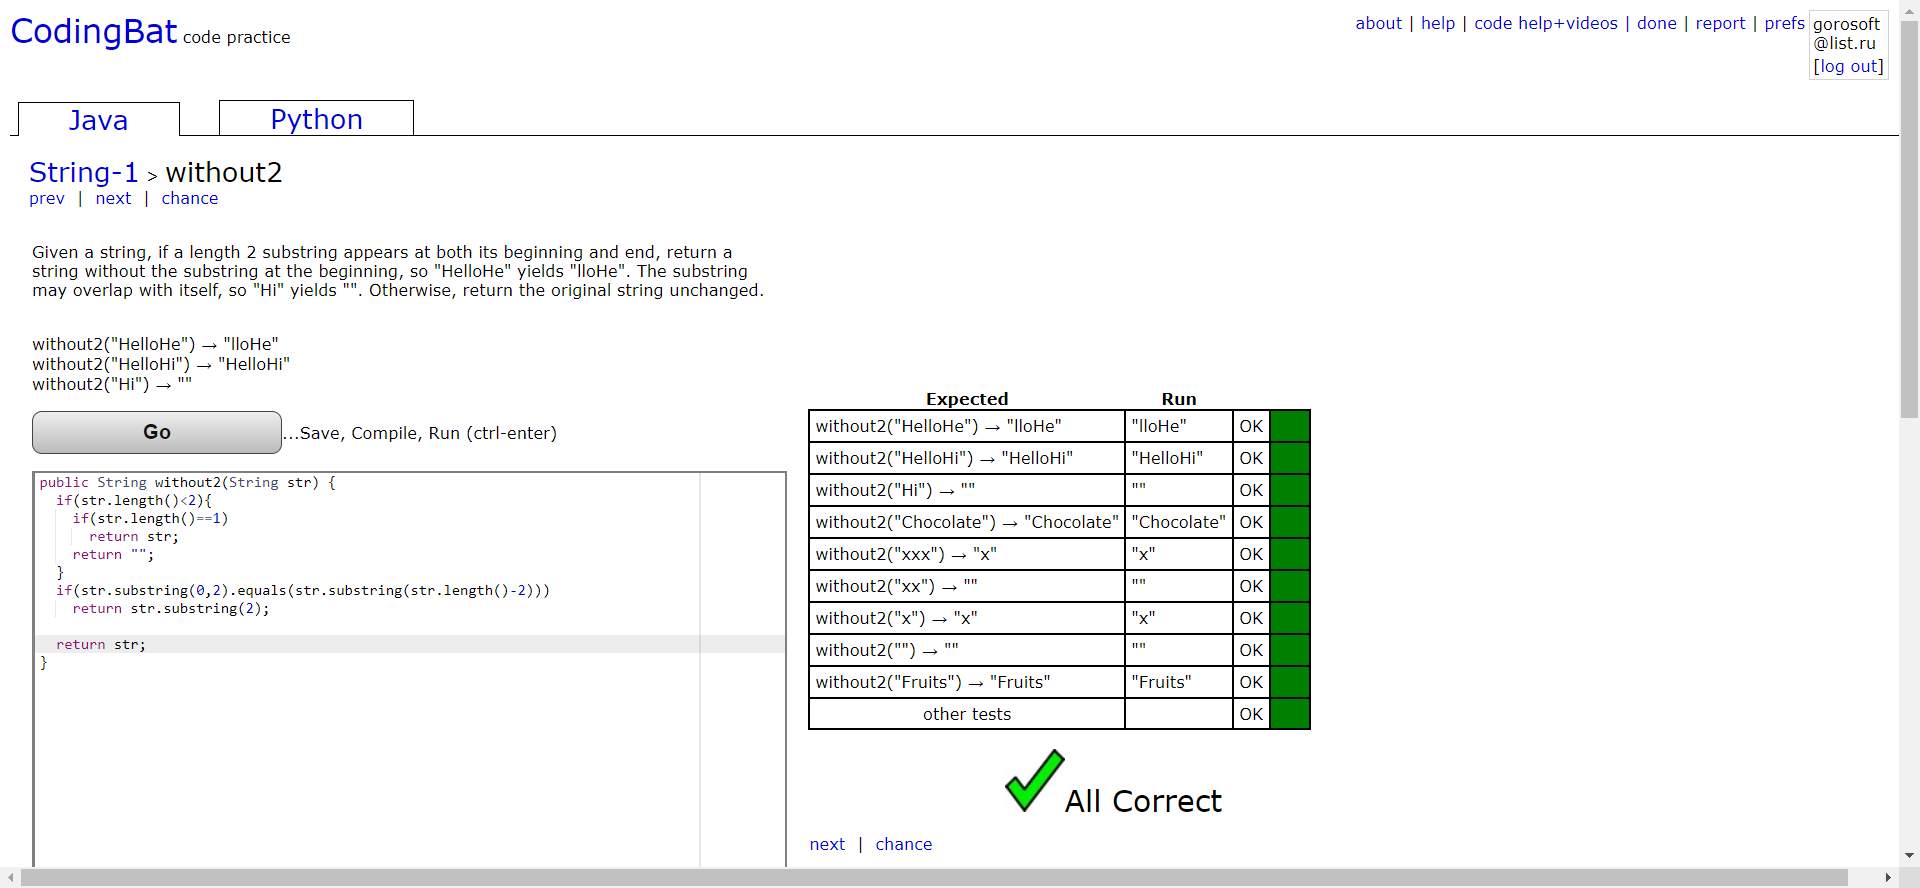 CodingBat code practice
about | help | code help+videos | done | report | prefs
gorosoft
@list.ru
[log out]
Java
Python
String-1 > without2
prev | next | chance
Given a string, if a length 2 substring appears at both its beginning and end, return a
string without the substring at the beginning, so "HelloHe" yields "lloHe". The substring
may overlap with itself, so "Hi" yields "". Otherwise, return the original string unchanged.
without2("HelloHe") → "lloHe"
without2("HelloHi") → "HelloHi"
without2("Hi") → ""
Go
...Save, Compile, Run (ctrl-enter)
public String without2(String str) {
  if(str.length()<2){
    if(str.length()==1)
      return str;
    return "";
  }
  if(str.substring(0,2).equals(str.substring(str.length()-2)))
    return str.substring(2);
  return str;
}
Expected Run
without2("HelloHe") → "lloHe" "lloHe" OK
without2("HelloHi") → "HelloHi" "HelloHi" OK
without2("Hi") → "" "" OK
without2("Chocolate") → "Chocolate" "Chocolate" OK
without2("xxx") → "x" "x" OK
without2("xx") → "" "" OK
without2("x") → "x" "x" OK
without2("") → "" "" OK
without2("Fruits") → "Fruits" "Fruits" OK
other tests OK
All Correct
next | chance